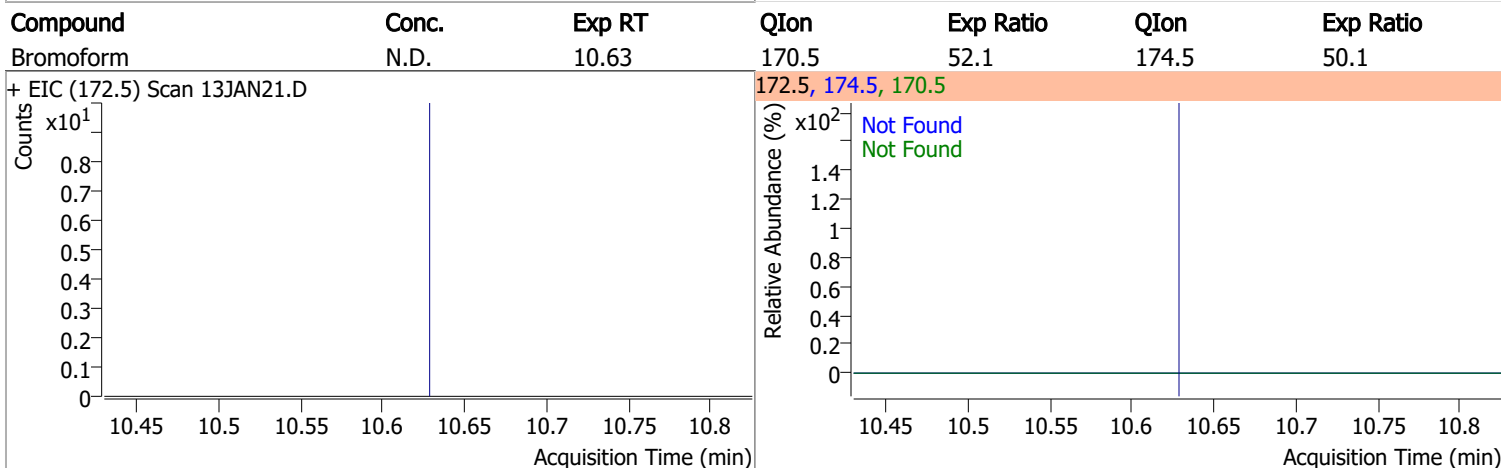 Compound Conc. Exp RT QIon Exp Ratio QIon Exp Ratio
Bromoform N.D. 10.63 170.5 52.1 174.5 50.1
+ EIC (172.5) Scan 13JAN21.D
Counts
x10¹
0.8
0.7
0.6
0.5
0.4
0.3
0.2
0.1
0
10.45 10.5 10.55 10.6 10.65 10.7 10.75 10.8
Acquisition Time (min)
172.5, 174.5, 170.5
Relative Abundance (%)
x10²
Not Found
Not Found
1.4
1.2
1
0.8
0.6
0.4
0.2
0
10.45 10.5 10.55 10.6 10.65 10.7 10.75 10.8
Acquisition Time (min)